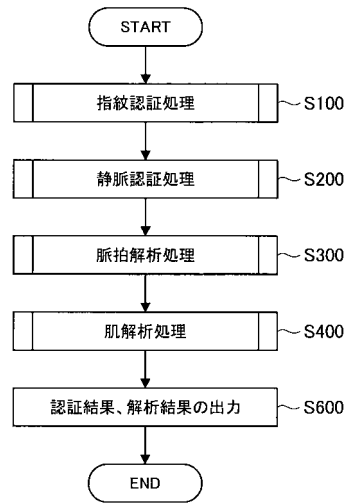 START
指紋認証処理 S100
静脈認証処理 S200
脈拍解析処理 S300
肌解析処理 S400
認証結果、解析結果の出力 S600
END